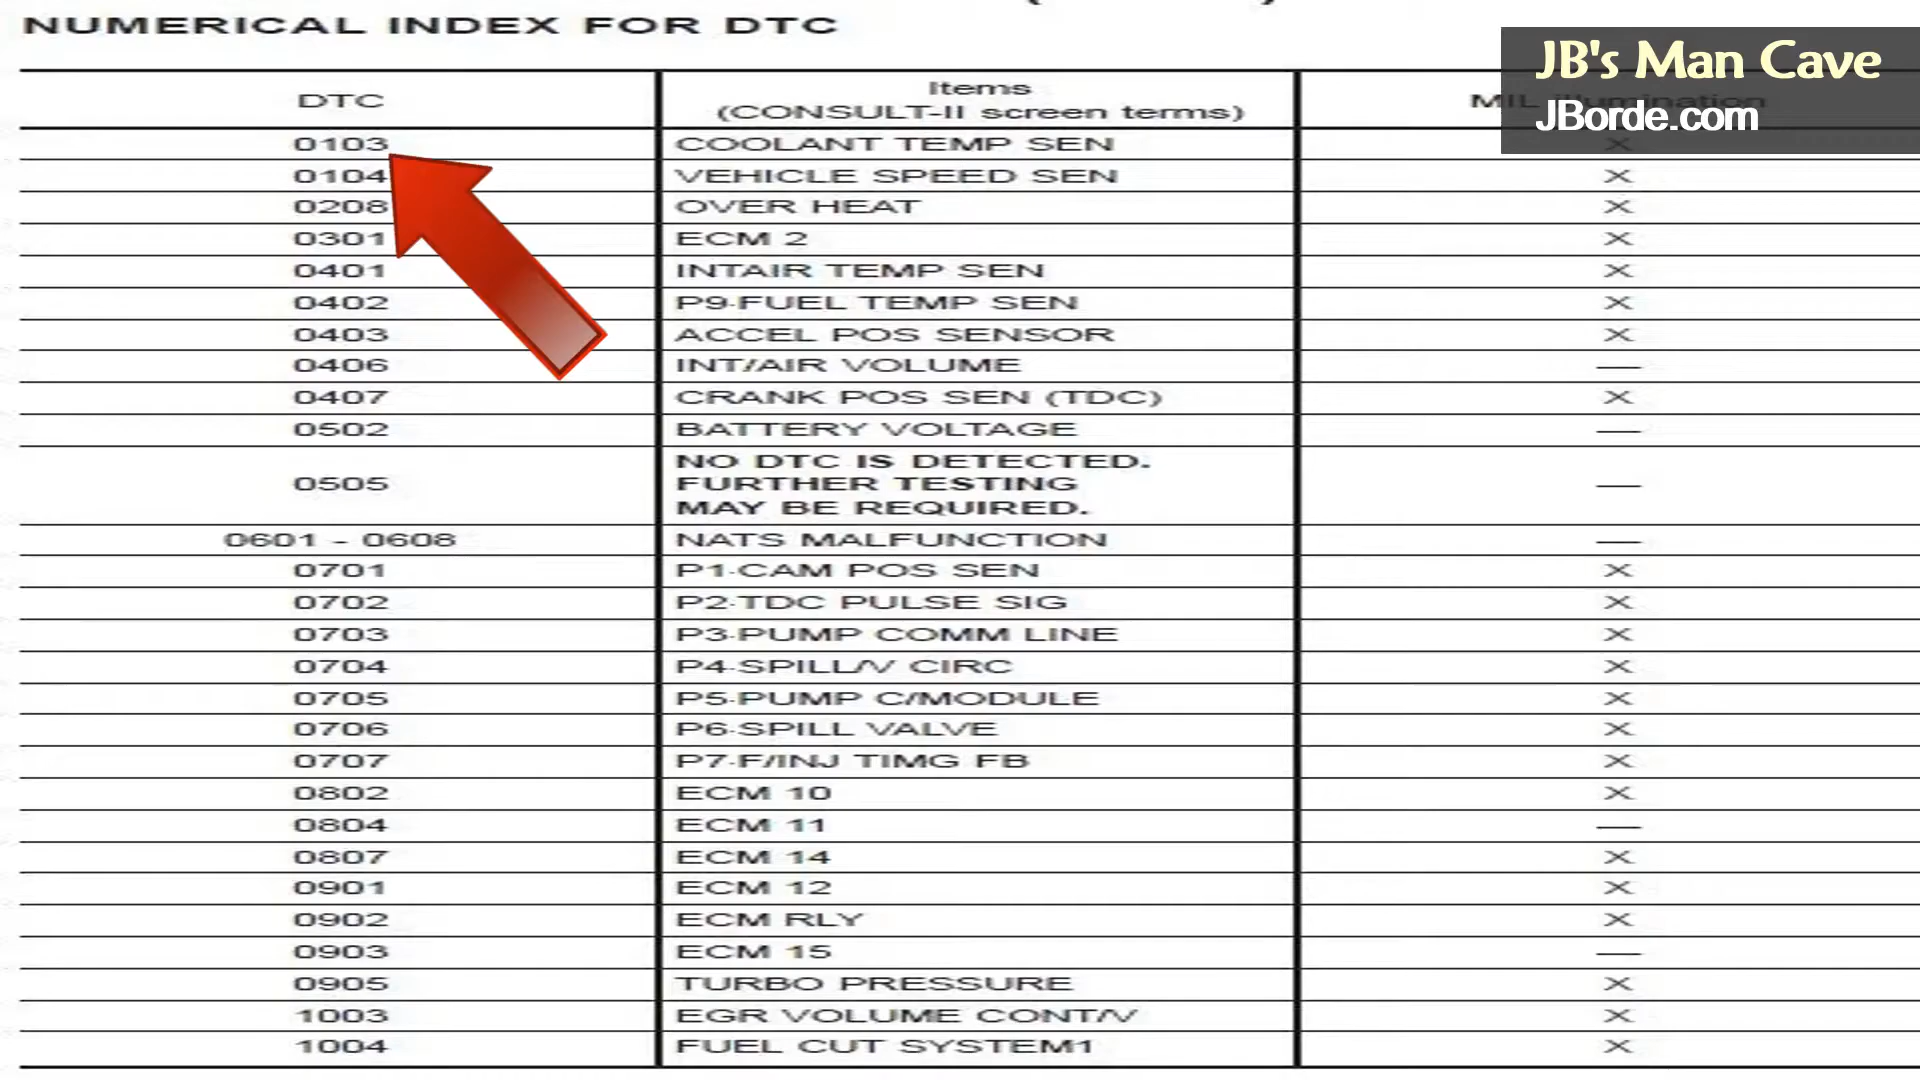 NUMERICAL INDEX FOR DTC
JB's Man Cave
JBorde.com
DTC Items (CONSULT-II screen terms) MIL illumination
0103 COOLANT TEMP SEN
0104 VEHICLE SPEED SEN X
0208 OVER HEAT X
0301 ECM 2 X
0401 INTAIR TEMP SEN X
0402 P9·FUEL TEMP SEN X
0403 ACCEL POS SENSOR X
0406 INT/AIR VOLUME —
0407 CRANK POS SEN (TDC) X
0502 BATTERY VOLTAGE —
0505 NO DTC IS DETECTED. FURTHER TESTING MAY BE REQUIRED. —
0601 - 0608 NATS MALFUNCTION —
0701 P1·CAM POS SEN X
0702 P2·TDC PULSE SIG X
0703 P3·PUMP COMM LINE X
0704 P4·SPILL/V CIRC X
0705 P5·PUMP C/MODULE X
0706 P6·SPILL VALVE X
0707 P7·F/INJ TIMG FB X
0802 ECM 10 X
0804 ECM 11 —
0807 ECM 14 X
0901 ECM 12 X
0902 ECM RLY X
0903 ECM 15 —
0905 TURBO PRESSURE X
1003 EGR VOLUME CONT/V X
1004 FUEL CUT SYSTEM1 X